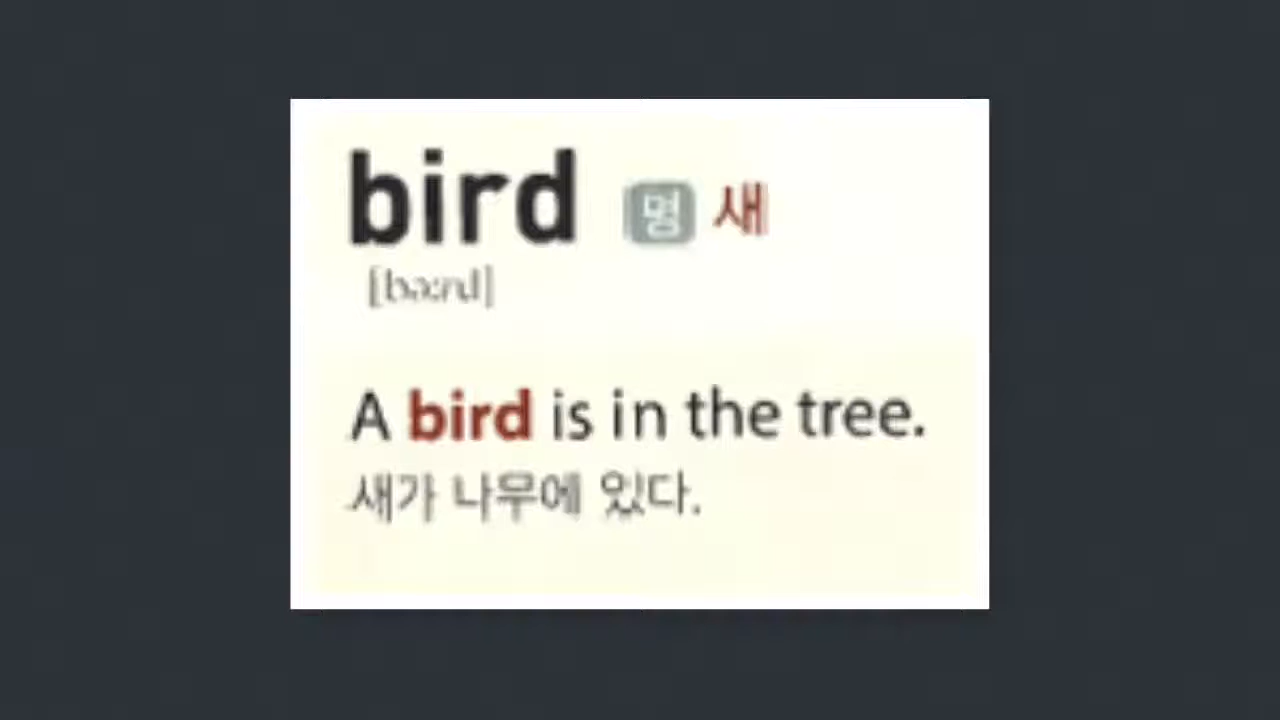 bird 명 새
[bəːrd]
A bird is in the tree.
새가 나무에 있다.